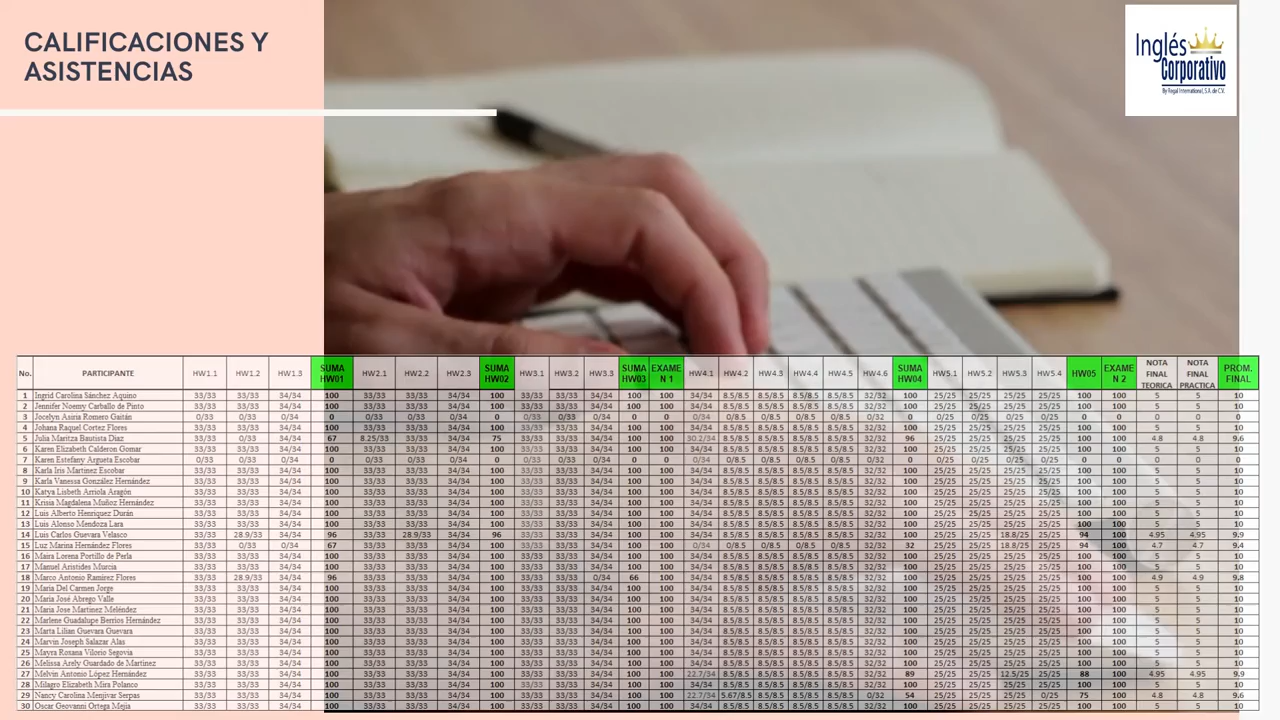 CALIFICACIONES Y
ASISTENCIAS
Inglés
Corporativo
By Regal International, S.A. de C.V.
No. PARTICIPANTE HW1.1 HW1.2 HW1.3 SUMA HW01 HW2.1 HW2.2 HW2.3 SUMA HW02 HW3.1 HW3.2 HW3.3 SUMA HW03 EXAME N 1 HW4.1 HW4.2 HW4.3 HW4.4 HW4.5 HW4.6 SUMA HW04 HW5.1 HW5.2 HW5.3 HW5.4 HW05 EXAME N 2 NOTA FINAL TEORICA NOTA FINAL PRACTICA PROM. FINAL
1 Ingrid Carolina Sánchez Aquino 33/33 33/33 34/34 100 33/33 33/33 34/34 100 33/33 33/33 34/34 100 100 34/34 8.5/8.5 8.5/8.5 8.5/8.5 8.5/8.5 32/32 100 25/25 25/25 25/25 25/25 100 100 5 5 10
2 Jennifer Noemy Carballo de Pinto 33/33 33/33 34/34 100 33/33 33/33 34/34 100 33/33 33/33 34/34 100 100 34/34 8.5/8.5 8.5/8.5 8.5/8.5 8.5/8.5 32/32 100 25/25 25/25 25/25 25/25 100 100 5 5 10
3 Jocelyn Asiria Romero Gaitán 0/33 0/33 0/34 0 0/33 0/33 0/34 0 0/33 0/33 0/34 0 0 0/34 0/8.5 0/8.5 0/8.5 0/8.5 0/32 0 0/25 0/25 0/25 0/25 0 0 0 0 0
4 Johana Raquel Cortez Flores 33/33 33/33 34/34 100 33/33 33/33 34/34 100 33/33 33/33 34/34 100 100 34/34 8.5/8.5 8.5/8.5 8.5/8.5 8.5/8.5 32/32 100 25/25 25/25 25/25 25/25 100 100 5 5 10
5 Julia Maritza Bautista Diaz 33/33 0/33 34/34 67 8.25/33 33/33 34/34 75 33/33 33/33 34/34 100 100 30.2/34 8.5/8.5 8.5/8.5 8.5/8.5 8.5/8.5 32/32 96 25/25 25/25 25/25 25/25 100 100 4.8 4.8 9.6
6 Karen Elizabeth Calderon Gomar 33/33 33/33 34/34 100 33/33 33/33 34/34 100 33/33 33/33 34/34 100 100 34/34 8.5/8.5 8.5/8.5 8.5/8.5 8.5/8.5 32/32 100 25/25 25/25 25/25 25/25 100 100 5 5 10
7 Karen Estefany Argueta Escobar 0/33 0/33 0/34 0 0/33 0/33 0/34 0 0/33 0/33 0/34 0 0 0/34 0/8.5 0/8.5 0/8.5 0/8.5 0/32 0 0/25 0/25 0/25 0/25 0 0 0 0 0
8 Karla Iris Martínez Escobar 33/33 33/33 34/34 100 33/33 33/33 34/34 100 33/33 33/33 34/34 100 100 34/34 8.5/8.5 8.5/8.5 8.5/8.5 8.5/8.5 32/32 100 25/25 25/25 25/25 25/25 100 100 5 5 10
9 Karla Vanessa González Hernández 33/33 33/33 34/34 100 33/33 33/33 34/34 100 33/33 33/33 34/34 100 100 34/34 8.5/8.5 8.5/8.5 8.5/8.5 8.5/8.5 32/32 100 25/25 25/25 25/25 25/25 100 100 5 5 10
10 Katya Lisbeth Arriola Aragón 33/33 33/33 34/34 100 33/33 33/33 34/34 100 33/33 33/33 34/34 100 100 34/34 8.5/8.5 8.5/8.5 8.5/8.5 8.5/8.5 32/32 100 25/25 25/25 25/25 25/25 100 100 5 5 10
11 Krisia Magdalena Muñoz Hernández 33/33 33/33 34/34 100 33/33 33/33 34/34 100 33/33 33/33 34/34 100 100 34/34 8.5/8.5 8.5/8.5 8.5/8.5 8.5/8.5 32/32 100 25/25 25/25 25/25 25/25 100 100 5 5 10
12 Luis Alberto Henriquez Durán 33/33 33/33 34/34 100 33/33 33/33 34/34 100 33/33 33/33 34/34 100 100 34/34 8.5/8.5 8.5/8.5 8.5/8.5 8.5/8.5 32/32 100 25/25 25/25 25/25 25/25 100 100 5 5 10
13 Luis Alonso Mendoza Lara 33/33 33/33 34/34 100 33/33 33/33 34/34 100 33/33 33/33 34/34 100 100 34/34 8.5/8.5 8.5/8.5 8.5/8.5 8.5/8.5 32/32 100 25/25 25/25 25/25 25/25 100 100 5 5 10
14 Luis Carlos Guevara Velasco 33/33 28.9/33 34/34 96 33/33 28.9/33 34/34 96 33/33 33/33 34/34 100 100 34/34 8.5/8.5 8.5/8.5 8.5/8.5 8.5/8.5 32/32 100 25/25 25/25 18.8/25 25/25 94 100 4.95 4.95 9.9
15 Luz Marina Hernández Flores 33/33 0/33 0/34 67 33/33 33/33 34/34 100 33/33 33/33 34/34 100 100 0/34 0/8.5 0/8.5 0/8.5 0/8.5 32/32 32 25/25 25/25 18.8/25 25/25 94 100 4.7 4.7 9.4
16 Maira Lorena Portillo de Perla 33/33 33/33 34/34 100 33/33 33/33 34/34 100 33/33 33/33 34/34 100 100 34/34 8.5/8.5 8.5/8.5 8.5/8.5 8.5/8.5 32/32 100 25/25 25/25 25/25 25/25 100 100 5 5 10
17 Manuel Aristides Murcia 33/33 33/33 34/34 100 33/33 33/33 34/34 100 33/33 33/33 34/34 100 100 34/34 8.5/8.5 8.5/8.5 8.5/8.5 8.5/8.5 32/32 100 25/25 25/25 25/25 25/25 100 100 5 5 10
18 Marco Antonio Ramírez Flores 33/33 28.9/33 34/34 96 33/33 33/33 34/34 100 33/33 33/33 0/34 66 100 34/34 8.5/8.5 8.5/8.5 8.5/8.5 8.5/8.5 32/32 100 25/25 25/25 25/25 25/25 100 100 4.9 4.9 9.8
19 Maria Del Carmen Jorge 33/33 33/33 34/34 100 33/33 33/33 34/34 100 33/33 33/33 34/34 100 100 34/34 8.5/8.5 8.5/8.5 8.5/8.5 8.5/8.5 32/32 100 25/25 25/25 25/25 25/25 100 100 5 5 10
20 Maria José Abrego Valle 33/33 33/33 34/34 100 33/33 33/33 34/34 100 33/33 33/33 34/34 100 100 34/34 8.5/8.5 8.5/8.5 8.5/8.5 8.5/8.5 32/32 100 25/25 25/25 25/25 25/25 100 100 5 5 10
21 Maria Jose Martinez Meléndez 33/33 33/33 34/34 100 33/33 33/33 34/34 100 33/33 33/33 34/34 100 100 34/34 8.5/8.5 8.5/8.5 8.5/8.5 8.5/8.5 32/32 100 25/25 25/25 25/25 25/25 100 100 5 5 10
22 Marlene Guadalupe Berrios Hernández 33/33 33/33 34/34 100 33/33 33/33 34/34 100 33/33 33/33 34/34 100 100 34/34 8.5/8.5 8.5/8.5 8.5/8.5 8.5/8.5 32/32 100 25/25 25/25 25/25 25/25 100 100 5 5 10
23 Marta Lilian Guevara Guevara 33/33 33/33 34/34 100 33/33 33/33 34/34 100 33/33 33/33 34/34 100 100 34/34 8.5/8.5 8.5/8.5 8.5/8.5 8.5/8.5 32/32 100 25/25 25/25 25/25 25/25 100 100 5 5 10
24 Marvin Joseph Salazar Alas 33/33 33/33 34/34 100 33/33 33/33 34/34 100 33/33 33/33 34/34 100 100 34/34 8.5/8.5 8.5/8.5 8.5/8.5 8.5/8.5 32/32 100 25/25 25/25 25/25 25/25 100 100 5 5 10
25 Mayra Roxana Vilorio Segovia 33/33 33/33 34/34 100 33/33 33/33 34/34 100 33/33 33/33 34/34 100 100 34/34 8.5/8.5 8.5/8.5 8.5/8.5 8.5/8.5 32/32 100 25/25 25/25 25/25 25/25 100 100 5 5 10
26 Melissa Arely Guardado de Martínez 33/33 33/33 34/34 100 33/33 33/33 34/34 100 33/33 33/33 34/34 100 100 34/34 8.5/8.5 8.5/8.5 8.5/8.5 8.5/8.5 32/32 100 25/25 25/25 25/25 25/25 100 100 5 5 10
27 Melvin Antonio López Hernández 33/33 33/33 34/34 100 33/33 33/33 34/34 100 33/33 33/33 34/34 100 100 22.7/34 8.5/8.5 8.5/8.5 8.5/8.5 8.5/8.5 32/32 89 25/25 25/25 12.5/25 25/25 88 100 4.95 4.95 9.9
28 Milagro Elizabeth Mira Polanco 33/33 33/33 34/34 100 33/33 33/33 34/34 100 33/33 33/33 34/34 100 100 34/34 8.5/8.5 8.5/8.5 8.5/8.5 8.5/8.5 32/32 100 25/25 25/25 25/25 25/25 100 100 5 5 10
29 Nancy Carolina Menjívar Serpas 33/33 33/33 34/34 100 33/33 33/33 34/34 100 33/33 33/33 34/34 100 100 22.7/34 5.67/8.5 8.5/8.5 8.5/8.5 8.5/8.5 0/32 54 25/25 25/25 25/25 0/25 75 100 4.8 4.8 9.6
30 Oscar Geovanni Ortega Mejía 33/33 33/33 34/34 100 33/33 33/33 34/34 100 33/33 33/33 34/34 100 100 34/34 8.5/8.5 8.5/8.5 8.5/8.5 8.5/8.5 32/32 100 25/25 25/25 25/25 25/25 100 100 5 5 10